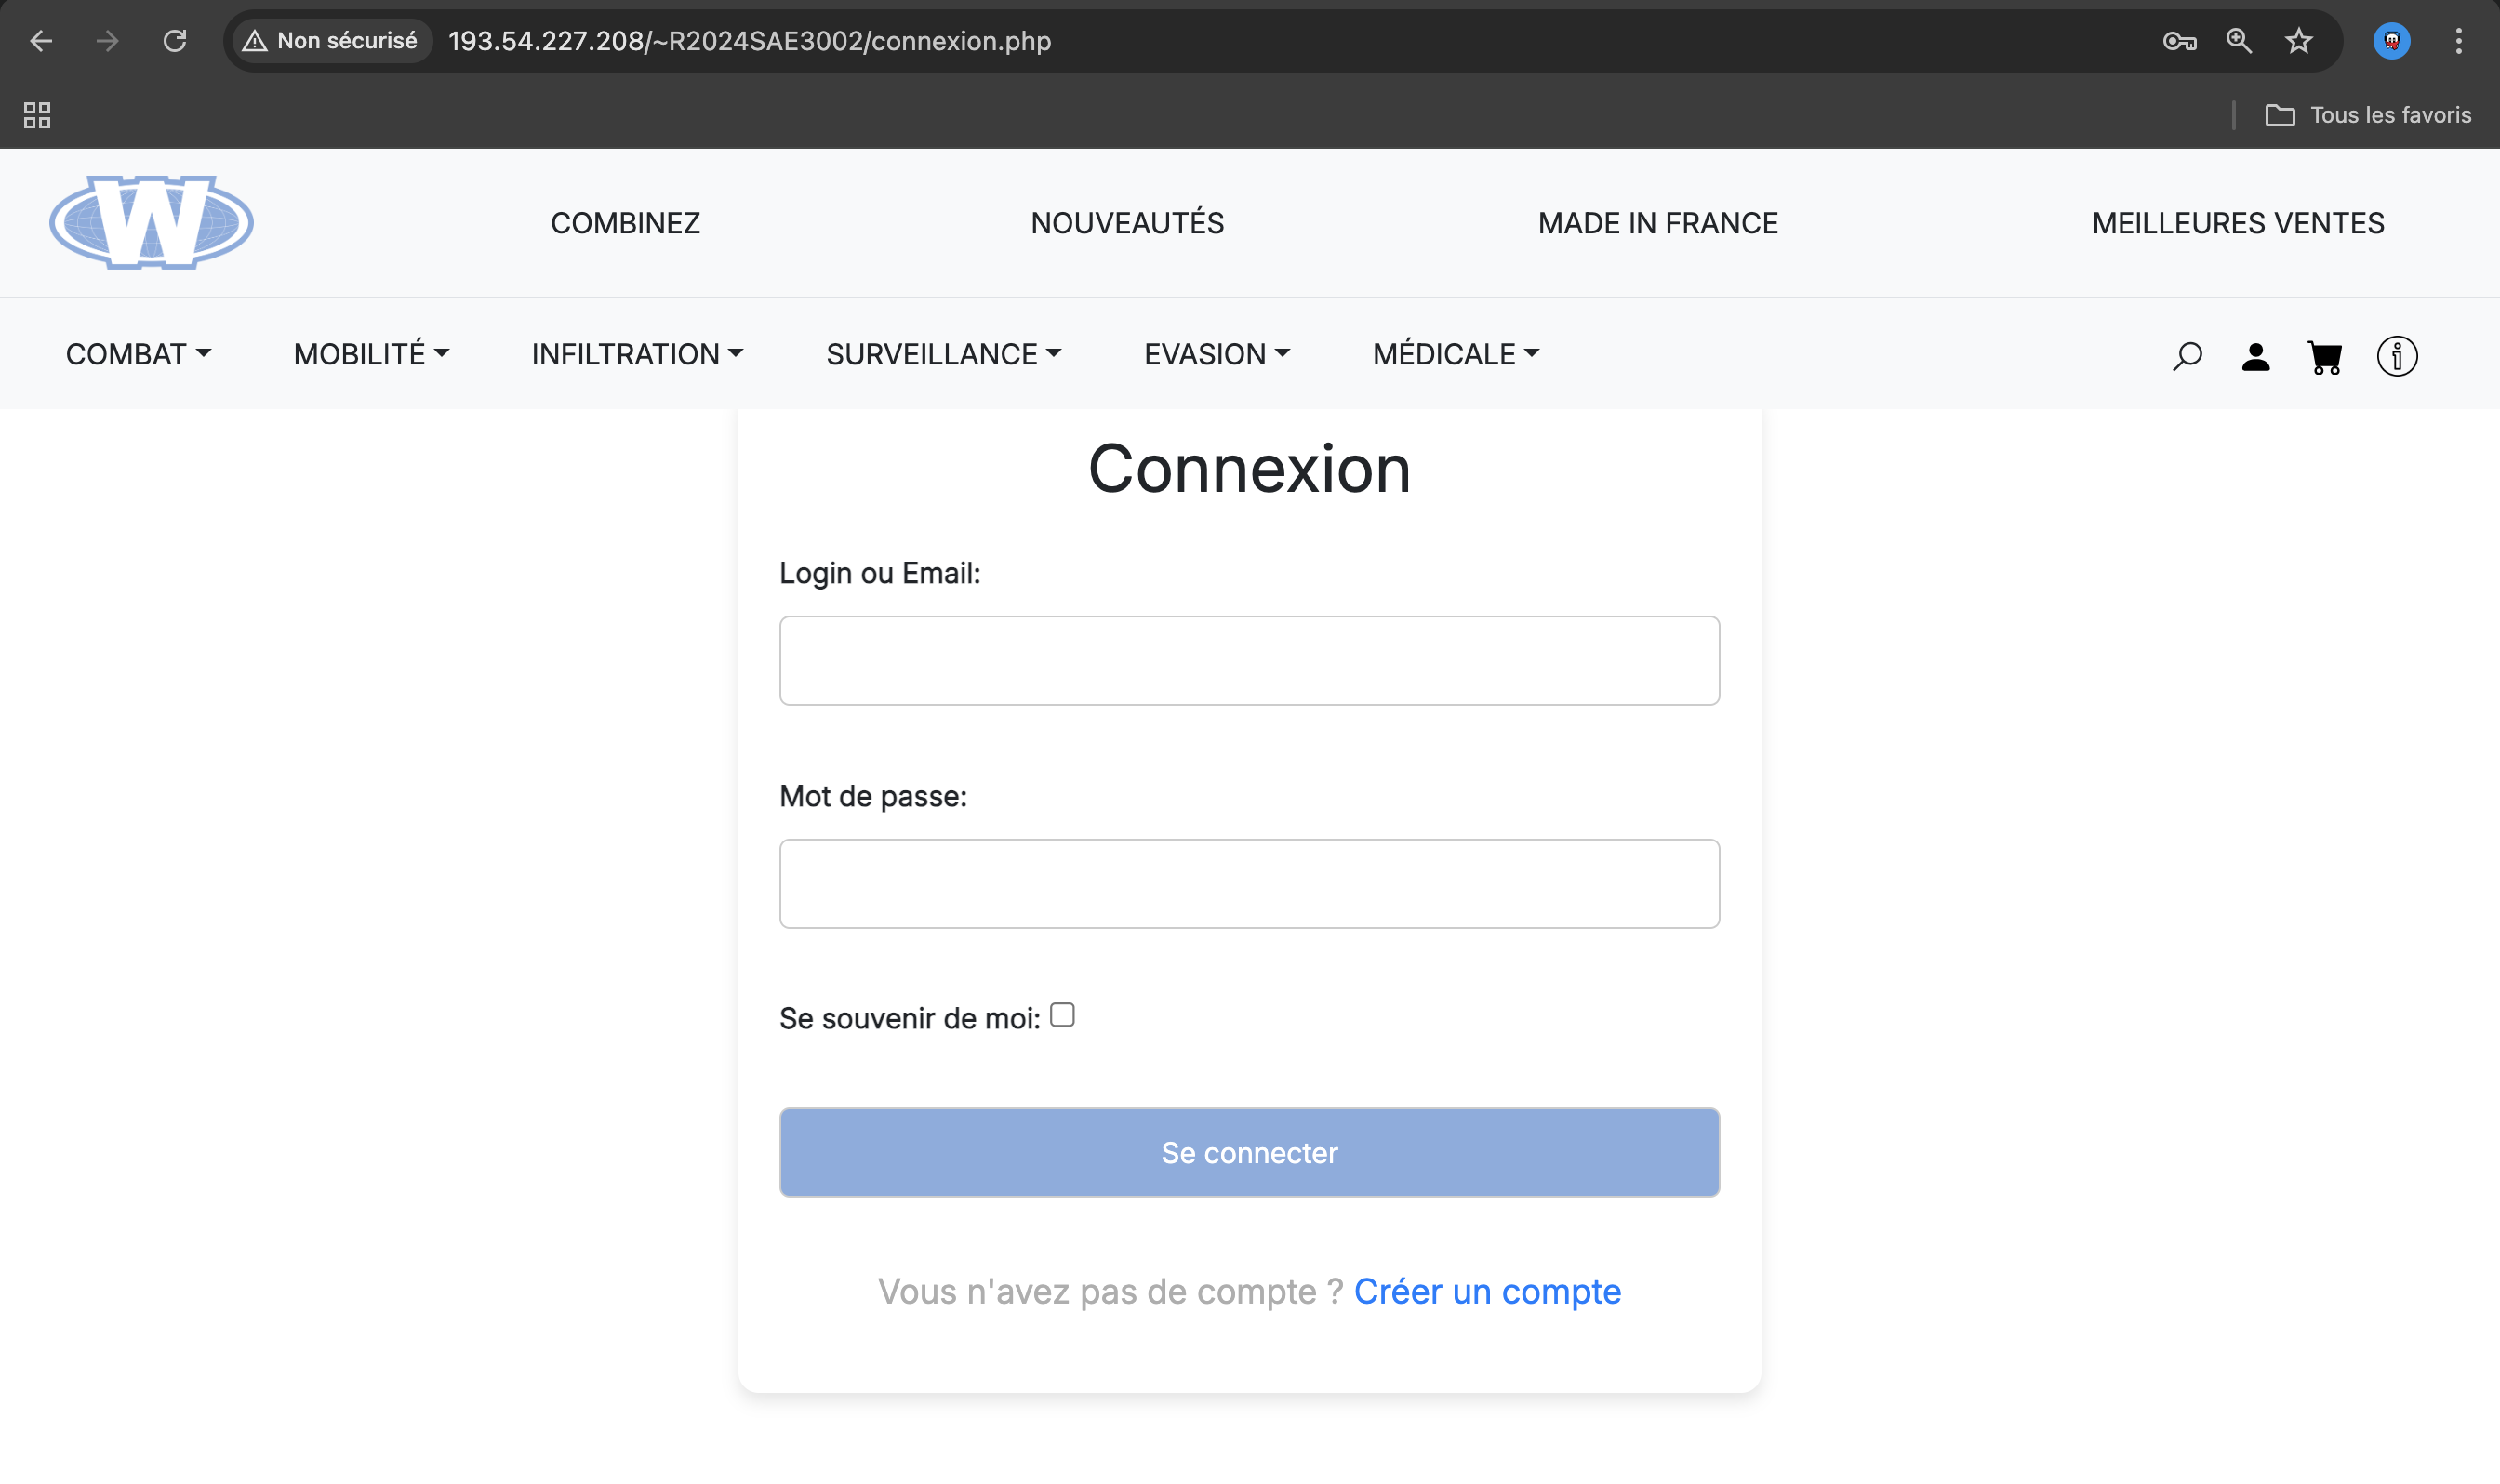 Non sécurisé 193.54.227.208/~R2024SAE3002/connexion.php
Tous les favoris
W COMBINEZ NOUVEAUTÉS MADE IN FRANCE MEILLEURES VENTES
COMBAT MOBILITÉ INFILTRATION SURVEILLANCE EVASION MÉDICALE
Connexion
Login ou Email:
Mot de passe:
Se souvenir de moi:
Se connecter
Vous n'avez pas de compte ? Créer un compte